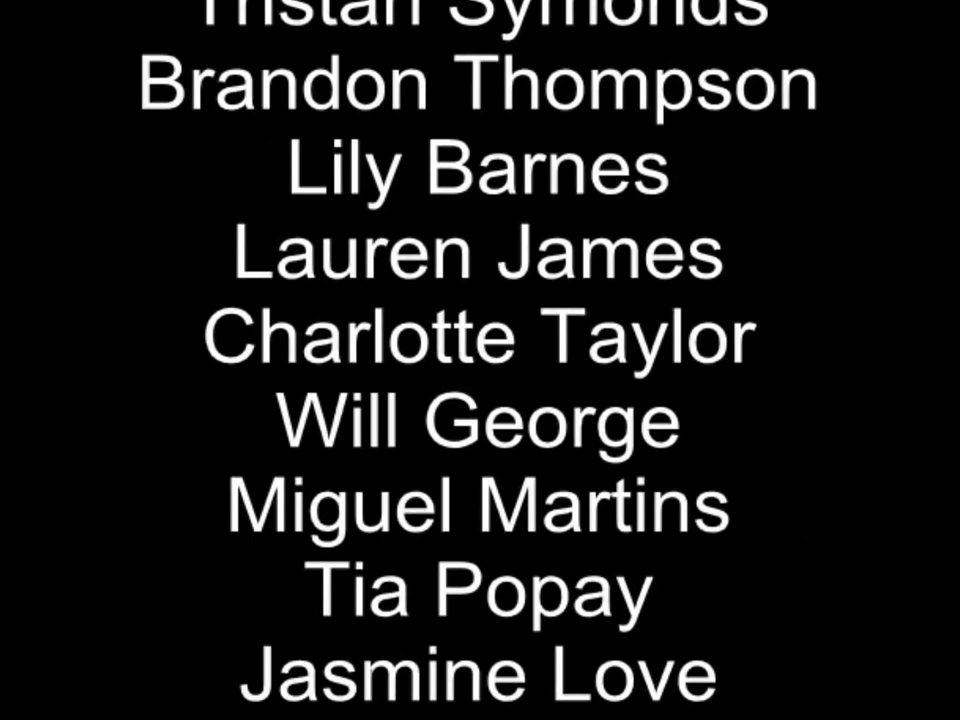 Tristan Symonds
Brandon Thompson
Lily Barnes
Lauren James
Charlotte Taylor
Will George
Miguel Martins
Tia Popay
Jasmine Love